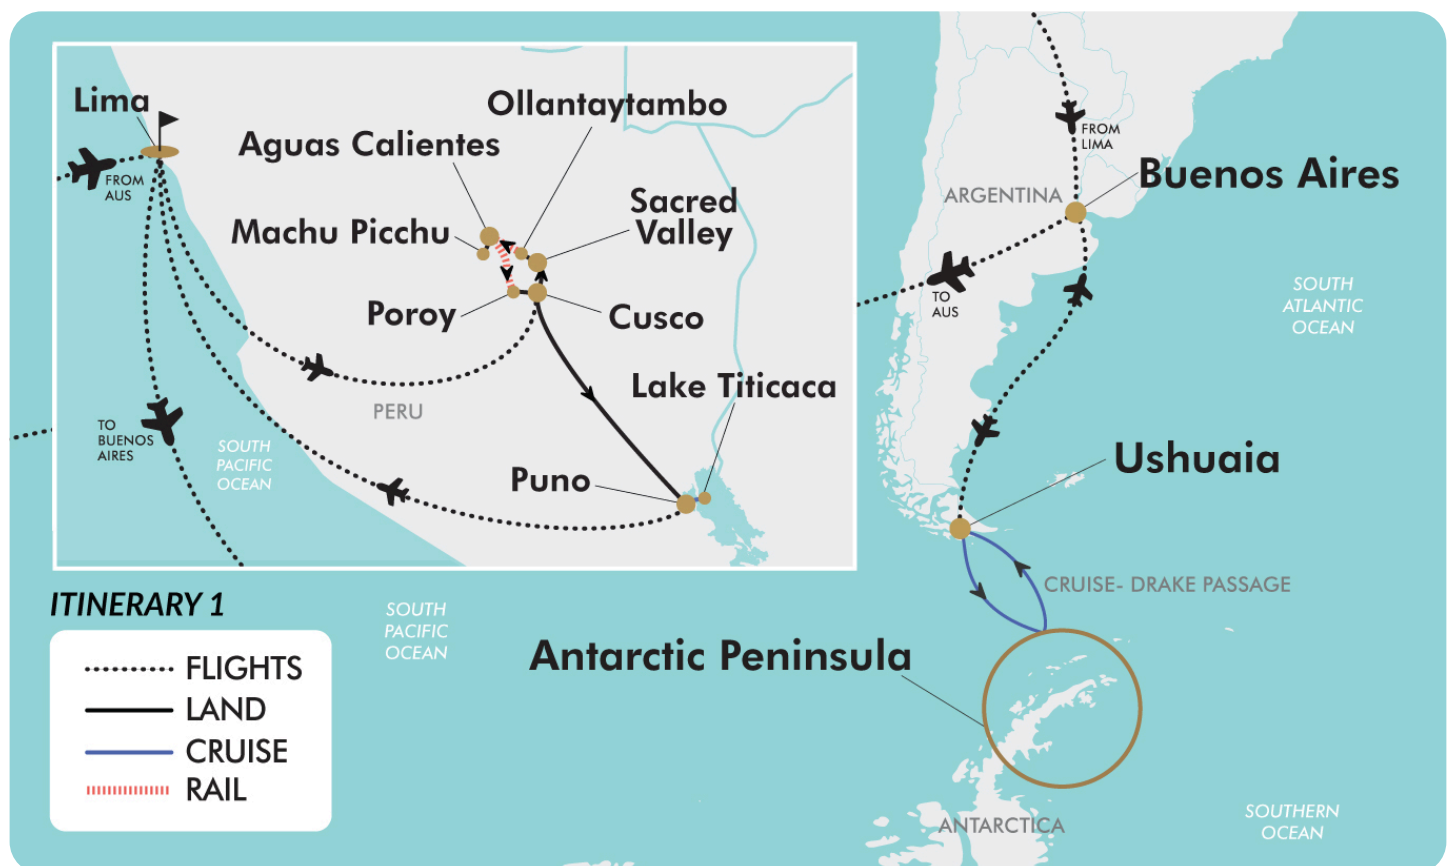 Lima
Ollantaytambo
Aguas Calientes
FROM
AUS
Sacred
Valley
Machu Picchu
Poroy
Cusco
Lake Titicaca
PERU
TO
BUENOS
AIRES
SOUTH
PACIFIC
OCEAN
Puno
FROM
LIMA
Buenos Aires
ARGENTINA
TO
AUS
SOUTH
ATLANTIC
OCEAN
Ushuaia
CRUISE- DRAKE PASSAGE
ITINERARY 1
FLIGHTS
LAND
CRUISE
RAIL
SOUTH
PACIFIC
OCEAN
Antarctic Peninsula
ANTARCTICA
SOUTHERN
OCEAN